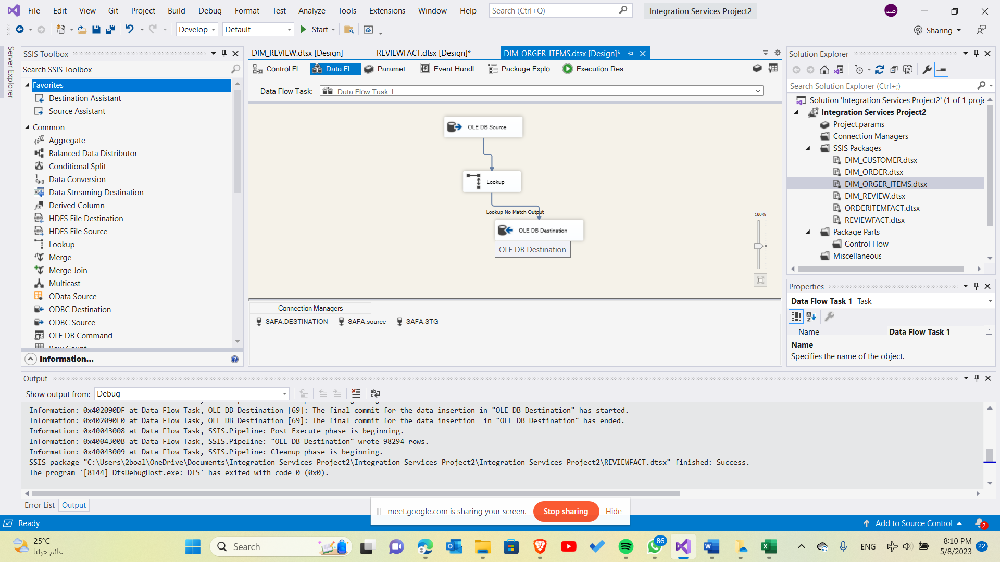 File Edit View Git Project Build Debug Format Test Analyze Tools Extensions Window Help Search (Ctrl+Q) Integration Services Project2 صم
Develop Default Start Sharing
Server Explorer
SSIS Toolbox
Search SSIS Toolbox
Favorites
Destination Assistant
Source Assistant
Common
Aggregate
Balanced Data Distributor
Conditional Split
Data Conversion
Data Streaming Destination
Derived Column
HDFS File Destination
HDFS File Source
Lookup
Merge
Merge Join
Multicast
OData Source
ODBC Destination
ODBC Source
OLE DB Command
Row Count
Information...
DIM_REVIEW.dtsx [Design] REVIEWFACT.dtsx [Design]* DIM_ORGER_ITEMS.dtsx [Design]*
Control Fl... Data Fl... Paramet... Event Handl... Package Explo... Execution Res...
Data Flow Task: Data Flow Task 1
OLE DB Source
Lookup
Lookup No Match Output
OLE DB Destination
OLE DB Destination
100%
Connection Managers
SAFA.DESTINATION SAFA.source SAFA.STG
Solution Explorer
Search Solution Explorer (Ctrl+;)
Solution 'Integration Services Project2' (1 of 1 proje
Integration Services Project2
Project.params
Connection Managers
SSIS Packages
DIM_CUSTOMER.dtsx
DIM_ORDER.dtsx
DIM_ORGER_ITEMS.dtsx
DIM_REVIEW.dtsx
ORDERITEMFACT.dtsx
REVIEWFACT.dtsx
Package Parts
Control Flow
Miscellaneous
Properties
Data Flow Task 1 Task
Name Data Flow Task 1
Name
Specifies the name of the object.
Output
Show output from: Debug
Information: 0x402090DF at Data Flow Task, OLE DB Destination [69]: The final commit for the data insertion in "OLE DB Destination" has started.
Information: 0x402090E0 at Data Flow Task, OLE DB Destination [69]: The final commit for the data insertion  in "OLE DB Destination" has ended.
Information: 0x40043008 at Data Flow Task, SSIS.Pipeline: Post Execute phase is beginning.
Information: 0x4004300B at Data Flow Task, SSIS.Pipeline: "OLE DB Destination" wrote 98294 rows.
Information: 0x40043009 at Data Flow Task, SSIS.Pipeline: Cleanup phase is beginning.
SSIS package "C:\Users\2boal\OneDrive\Documents\Integration Services Project2\Integration Services Project2\Integration Services Project2\REVIEWFACT.dtsx" finished: Success.
The program '[8144] DtsDebugHost.exe: DTS' has exited with code 0 (0x0).
Error List Output
meet.google.com is sharing your screen. Stop sharing Hide
Ready Add to Source Control 2
25°C
غائم جزئيًا
Search
86
ENG
8:10 PM
5/8/2023
22